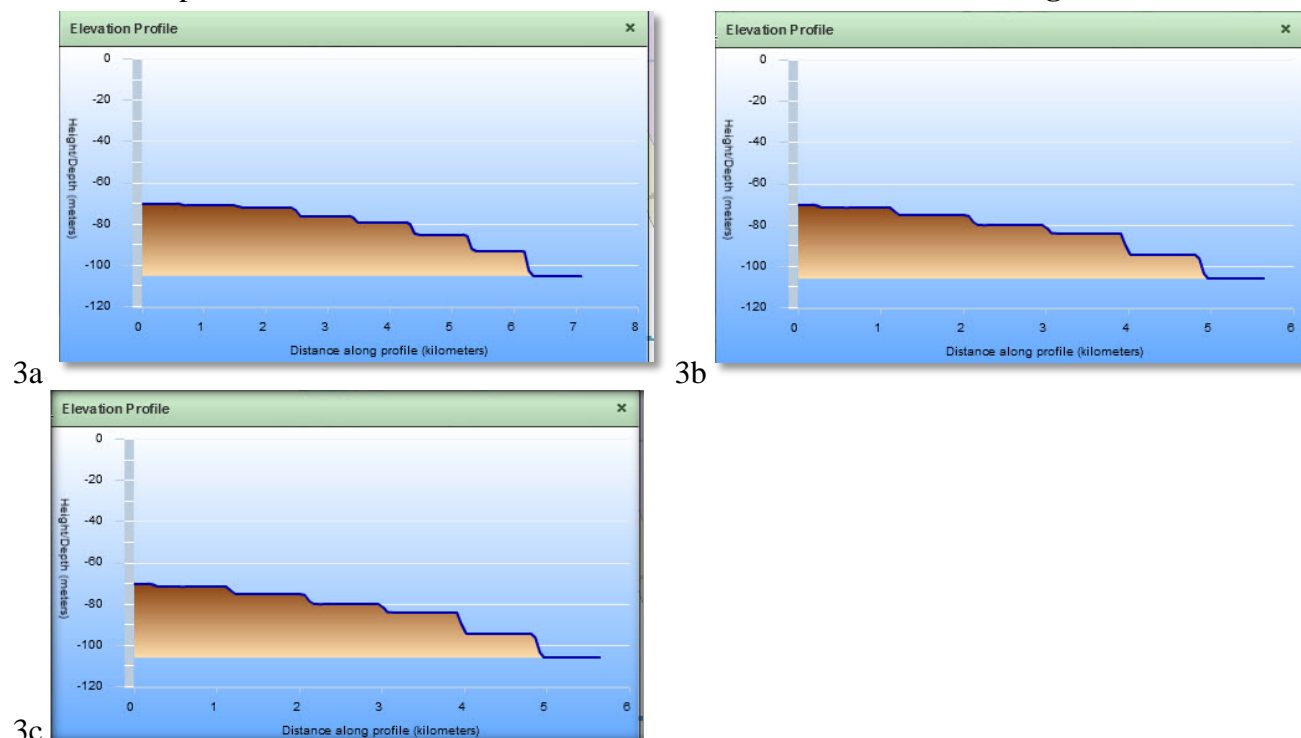 Elevation Profile ×
0
-20
-40
-60
-80
-100
-120
Height/Depth (meters)
0 1 2 3 4 5 6 7 8
Distance along profile (kilometers)
3a
Elevation Profile ×
0
-20
-40
-60
-80
-100
-120
Height/Depth (meters)
0 1 2 3 4 5 6
Distance along profile (kilometers)
3b
Elevation Profile ×
0
-20
-40
-60
-80
-100
-120
Height/Depth (meters)
0 1 2 3 4 5 6
Distance along profile (kilometers)
3c